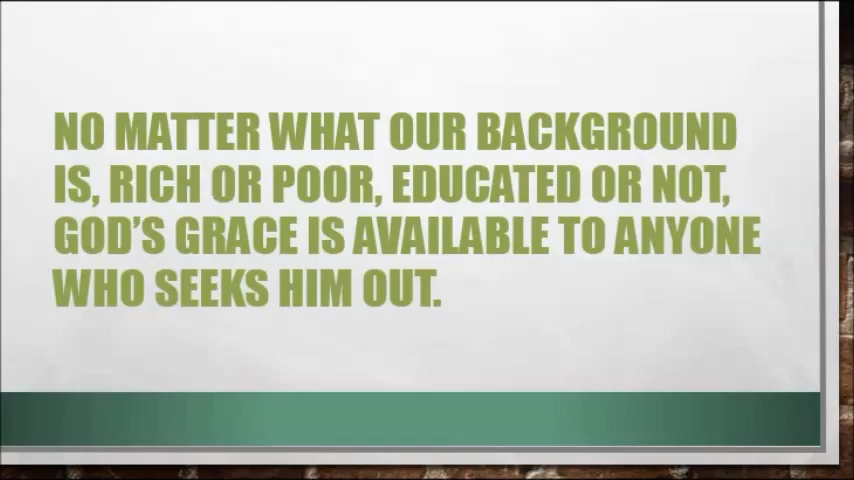 NO MATTER WHAT OUR BACKGROUND
IS, RICH OR POOR, EDUCATED OR NOT,
GOD’S GRACE IS AVAILABLE TO ANYONE
WHO SEEKS HIM OUT.